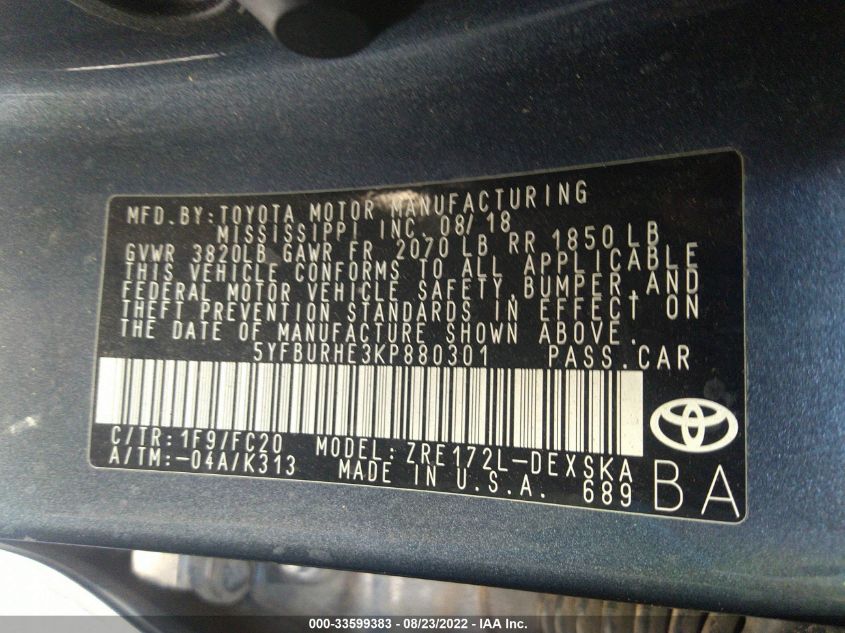 MFD.BY:TOYOTA MOTOR MANUFACTURING
MISSISSIPPI INC. 08/18
GVWR 3820LB GAWR FR 2070 LB RR 1850 LB
THIS VEHICLE CONFORMS TO ALL APPLICABLE
FEDERAL MOTOR VEHICLE SAFETY,BUMPER,AND
THEFT PREVENTION STANDARDS IN EFFECT ON
THE DATE OF MANUFACTURE SHOWN ABOVE.
5YFBURHE3KP880301 PASS.CAR
C/TR:1F9/FC20 MODEL:ZRE172L-DEXSKA
A/TM:-04A/K313 MADE IN U.S.A. 689
BA
000-33599383 - 08/23/2022 - IAA Inc.